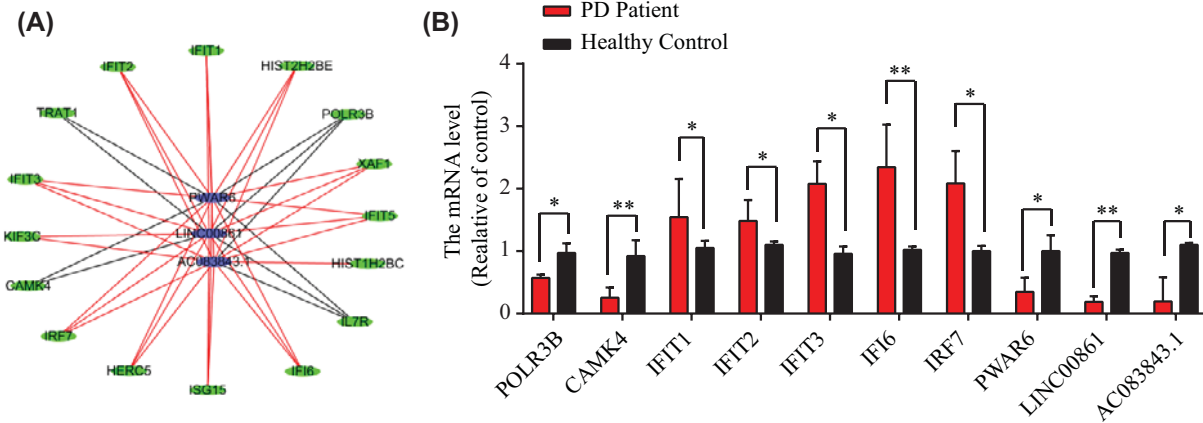 (A)
IFIT1
IFIT2
HIST2H2BE
TRAT1
POLR3B
XAF1
IFIT3
PWAR6
IFIT5
KIF3C
LINC00861
HIST1H2BC
AC083843.1
CAMK4
IL7R
IRF7
HERC5
IFI6
ISG15
(B)
PD Patient
Healthy Control
The mRNA level
(Realative of control)
4
3
2
1
0
* ** * * * ** * * ** *
POLR3B
CAMK4
IFIT1
IFIT2
IFIT3
IFI6
IRF7
PWAR6
LINC00861
AC083843.1